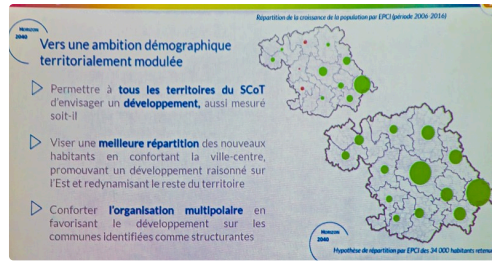 Répartition de la croissance de la population par EPCI (période 2006-2016)
HORIZON
2040
Vers une ambition démographique
territorialement modulée
Permettre à tous les territoires du SCoT
d'envisager un développement, aussi mesuré
soit-il
Viser une meilleure répartition des nouveaux
habitants en confortant la ville-centre,
promouvant un développement raisonné sur
l'Est et redynamisant le reste du territoire
Conforter l'organisation multipolaire en
favorisant le développement sur les
communes identifiées comme structurantes
HORIZON
2040
Hypothèse de répartition par EPCI des 34 000 habitants retenu